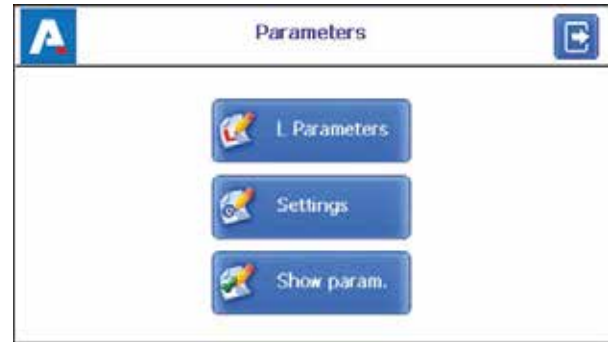 A
Parameters
L Parameters
Settings
Show param.